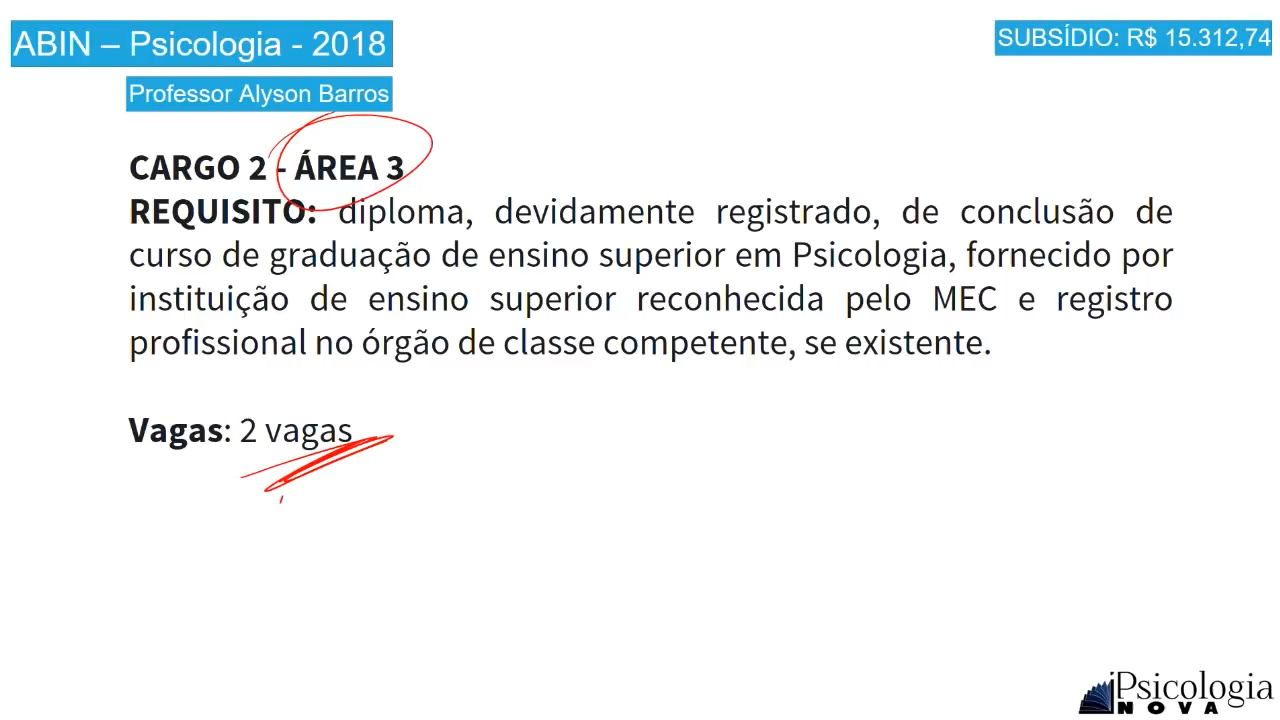 ABIN – Psicologia - 2018
SUBSÍDIO: R$ 15.312,74
Professor Alyson Barros
CARGO 2 - ÁREA 3
REQUISITO: diploma, devidamente registrado, de conclusão de
curso de graduação de ensino superior em Psicologia, fornecido por
instituição de ensino superior reconhecida pelo MEC e registro
profissional no órgão de classe competente, se existente.
Vagas: 2 vagas
Psicologia
NOVA